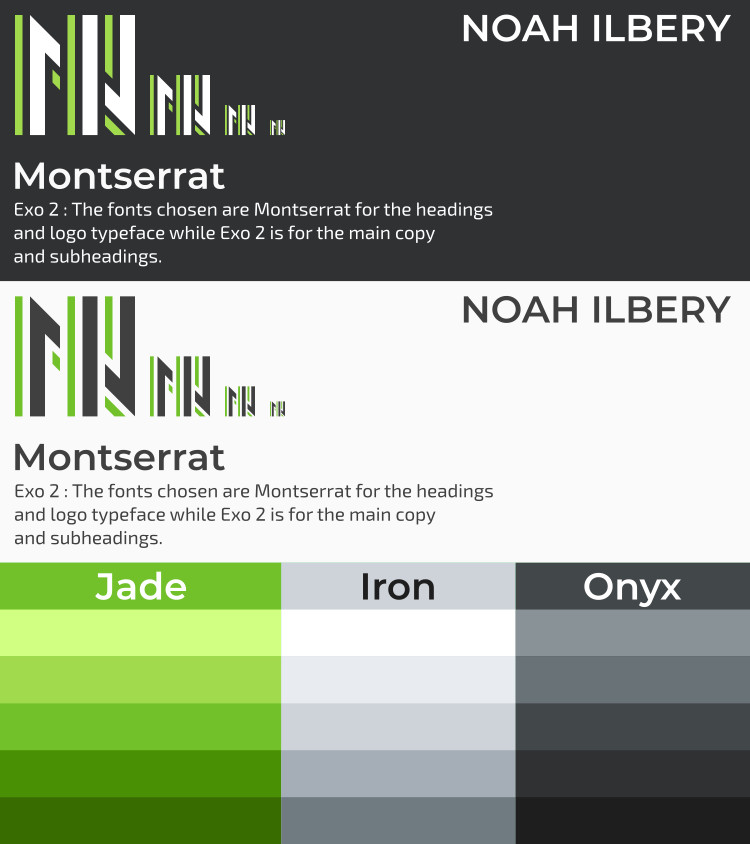 NOAH ILBERY
Montserrat
Exo 2 : The fonts chosen are Montserrat for the headings
and logo typeface while Exo 2 is for the main copy
and subheadings.
NOAH ILBERY
Montserrat
Exo 2 : The fonts chosen are Montserrat for the headings
and logo typeface while Exo 2 is for the main copy
and subheadings.
Jade Iron Onyx